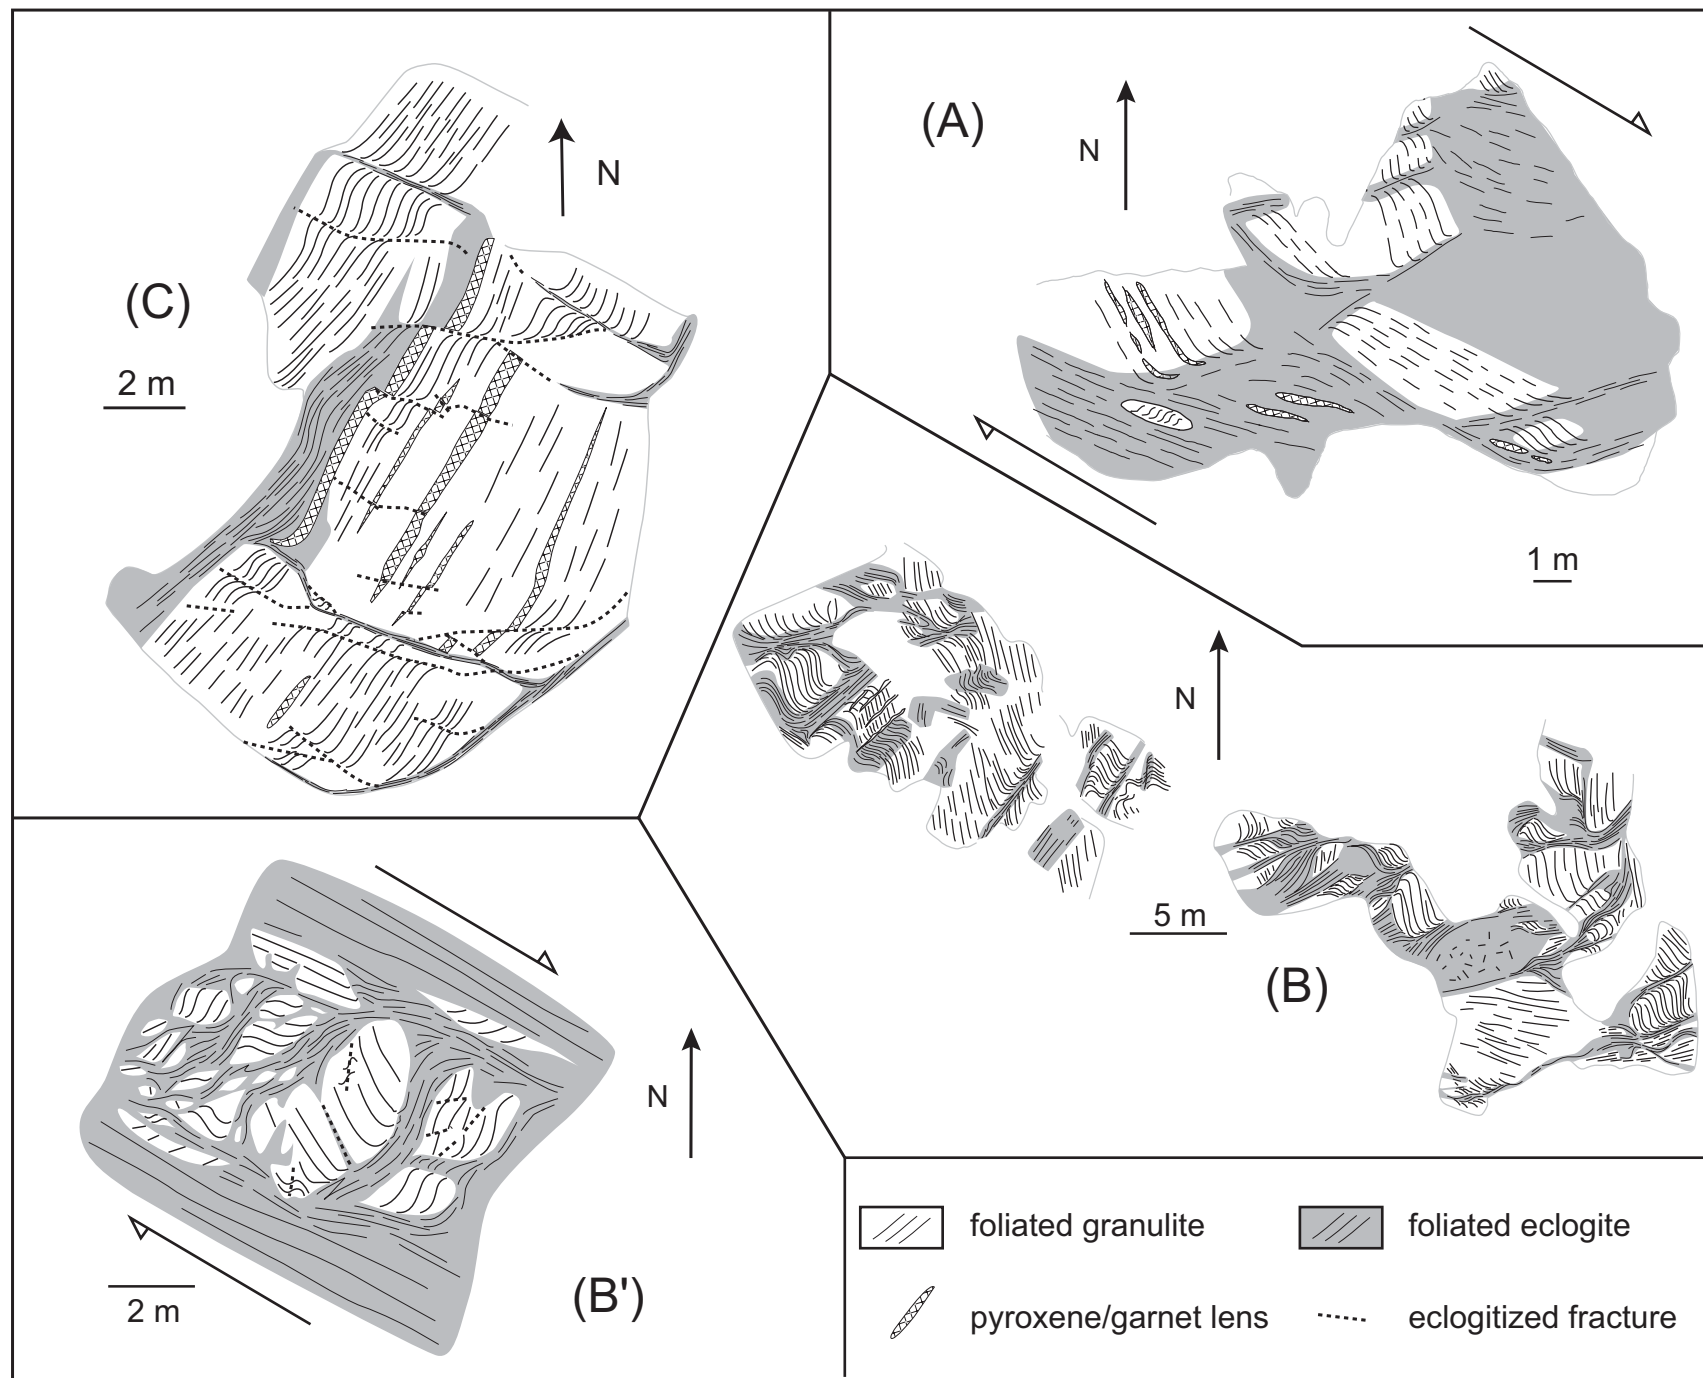 (A)
N
1 m
(C)
N
2 m
N
5 m
(B)
N
2 m
(B')
foliated granulite
foliated eclogite
pyroxene/garnet lens
eclogitized fracture